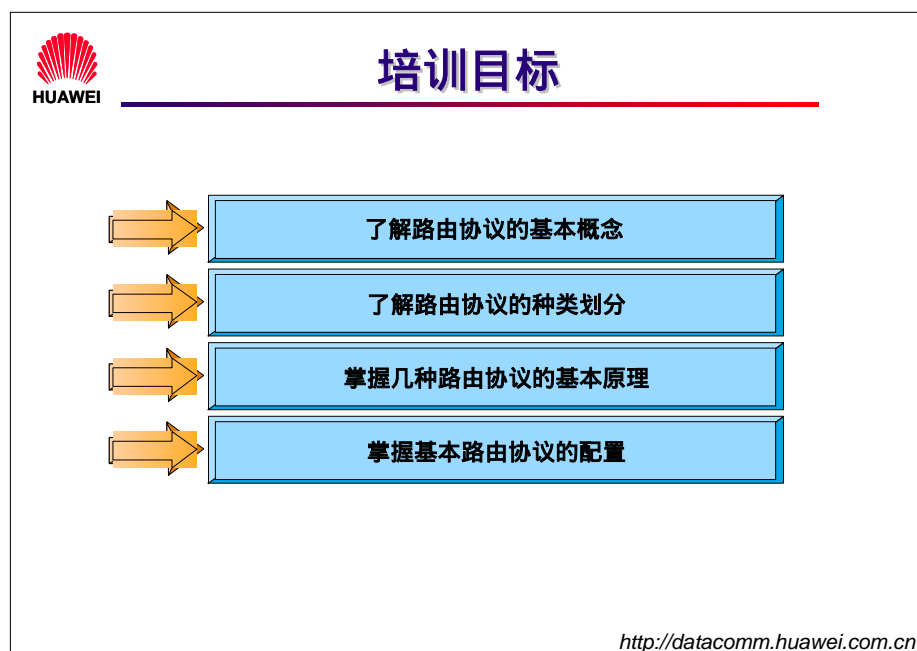 HUAWEI
培训目标
了解路由协议的基本概念
了解路由协议的种类划分
掌握几种路由协议的基本原理
掌握基本路由协议的配置
http://datacomm.huawei.com.cn